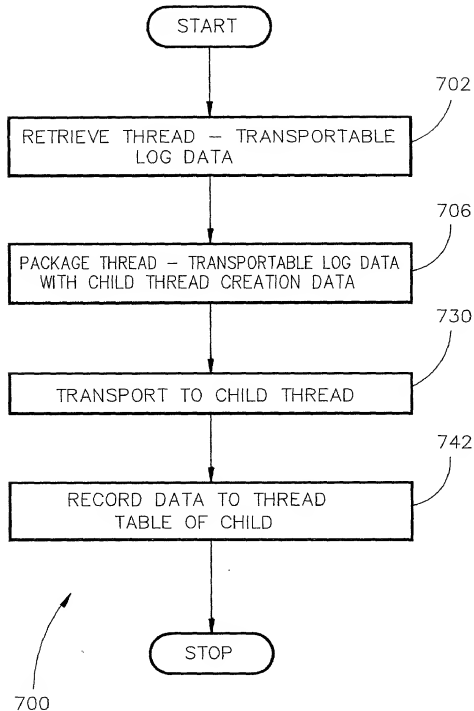 START
702
RETRIEVE THREAD – TRANSPORTABLE
LOG DATA
706
PACKAGE THREAD – TRANSPORTABLE LOG DATA
WITH CHILD THREAD CREATION DATA
730
TRANSPORT TO CHILD THREAD
742
RECORD DATA TO THREAD
TABLE OF CHILD
STOP
700